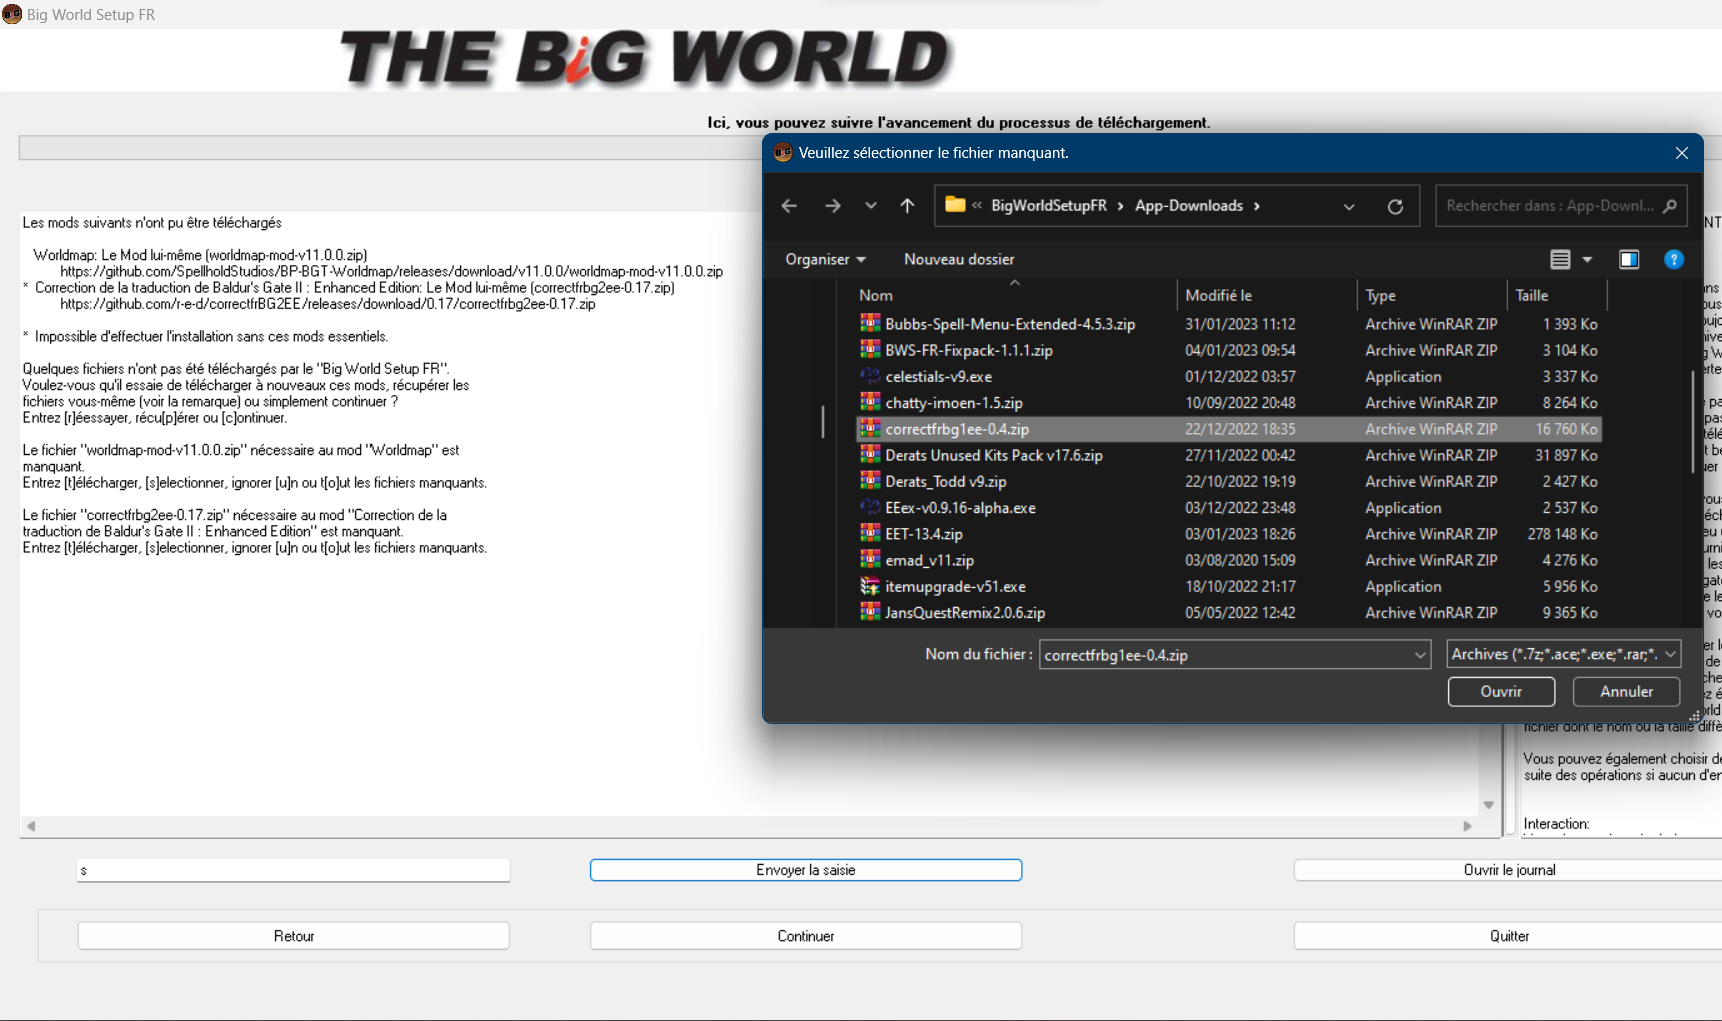 Big World Setup FR
THE BiG WORLD
Ici, vous pouvez suivre l'avancement du processus de téléchargement.
Les mods suivants n'ont pu être téléchargés
Worldmap: Le Mod lui-même (worldmap-mod-v11.0.0.zip)
https://github.com/SpellholdStudios/BP-BGT-Worldmap/releases/download/v11.0.0/worldmap-mod-v11.0.0.zip
* Correction de la traduction de Baldur's Gate II : Enhanced Edition: Le Mod lui-même (correctfrbg2ee-0.17.zip)
https://github.com/r-e-d/correctfrBG2EE/releases/download/0.17/correctfrbg2ee-0.17.zip
* Impossible d'effectuer l'installation sans ces mods essentiels.
Quelques fichiers n'ont pas été téléchargés par le "Big World Setup FR".
Voulez-vous qu'il essaie de télécharger à nouveaux ces mods, récupérer les
fichiers vous-même (voir la remarque) ou simplement continuer ?
Entrez [r]éessayer, récu[p]érer ou [c]ontinuer.
Le fichier "worldmap-mod-v11.0.0.zip" nécessaire au mod "Worldmap" est
manquant.
Entrez [t]élécharger, [s]electionner, ignorer [u]n ou t[o]ut les fichiers manquants.
Le fichier "correctfrbg2ee-0.17.zip" nécessaire au mod "Correction de la
traduction de Baldur's Gate II : Enhanced Edition" est manquant.
Entrez [t]élécharger, [s]electionner, ignorer [u]n ou t[o]ut les fichiers manquants.
Veuillez sélectionner le fichier manquant.
« BigWorldSetupFR › App-Downloads ›
Rechercher dans : App-Downl...
Organiser
Nouveau dossier
Nom Modifié le Type Taille
Bubbs-Spell-Menu-Extended-4.5.3.zip 31/01/2023 11:12 Archive WinRAR ZIP 1 393 Ko
BWS-FR-Fixpack-1.1.1.zip 04/01/2023 09:54 Archive WinRAR ZIP 3 104 Ko
celestials-v9.exe 01/12/2022 03:57 Application 3 337 Ko
chatty-imoen-1.5.zip 10/09/2022 20:48 Archive WinRAR ZIP 8 264 Ko
correctfrbg1ee-0.4.zip 22/12/2022 18:35 Archive WinRAR ZIP 16 760 Ko
Derats Unused Kits Pack v17.6.zip 27/11/2022 00:42 Archive WinRAR ZIP 31 897 Ko
Derats_Todd v9.zip 22/10/2022 19:19 Archive WinRAR ZIP 2 427 Ko
EEex-v0.9.16-alpha.exe 03/12/2022 23:48 Application 2 537 Ko
EET-13.4.zip 03/01/2023 18:26 Archive WinRAR ZIP 278 148 Ko
emad_v11.zip 03/08/2020 15:09 Archive WinRAR ZIP 4 276 Ko
itemupgrade-v51.exe 18/10/2022 21:17 Application 5 956 Ko
JansQuestRemix2.0.6.zip 05/05/2022 12:42 Archive WinRAR ZIP 9 365 Ko
Nom du fichier : correctfrbg1ee-0.4.zip
Archives (*.7z;*.ace;*.exe;*.rar;*.
Ouvrir
Annuler
fichier dont le nom ou la taille diffè
Vous pouvez également choisir de
suite des opérations si aucun d'en
Interaction:
s
Envoyer la saisie
Ouvrir le journal
Retour
Continuer
Quitter